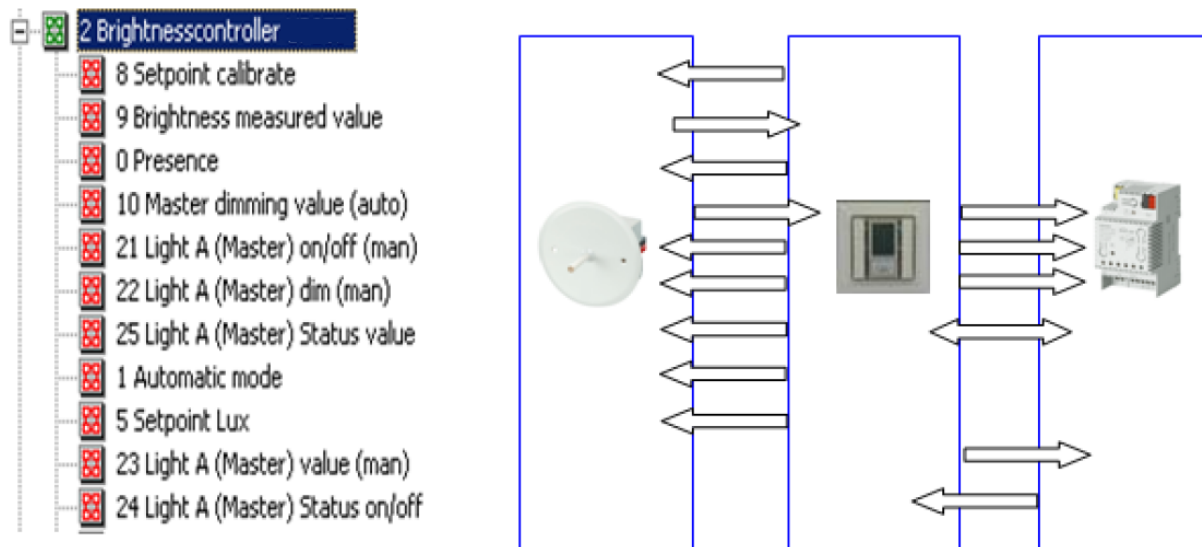 2 Brightnesscontroller
8 Setpoint calibrate
9 Brightness measured value
0 Presence
10 Master dimming value (auto)
21 Light A (Master) on/off (man)
22 Light A (Master) dim (man)
25 Light A (Master) Status value
1 Automatic mode
5 Setpoint Lux
23 Light A (Master) value (man)
24 Light A (Master) Status on/off